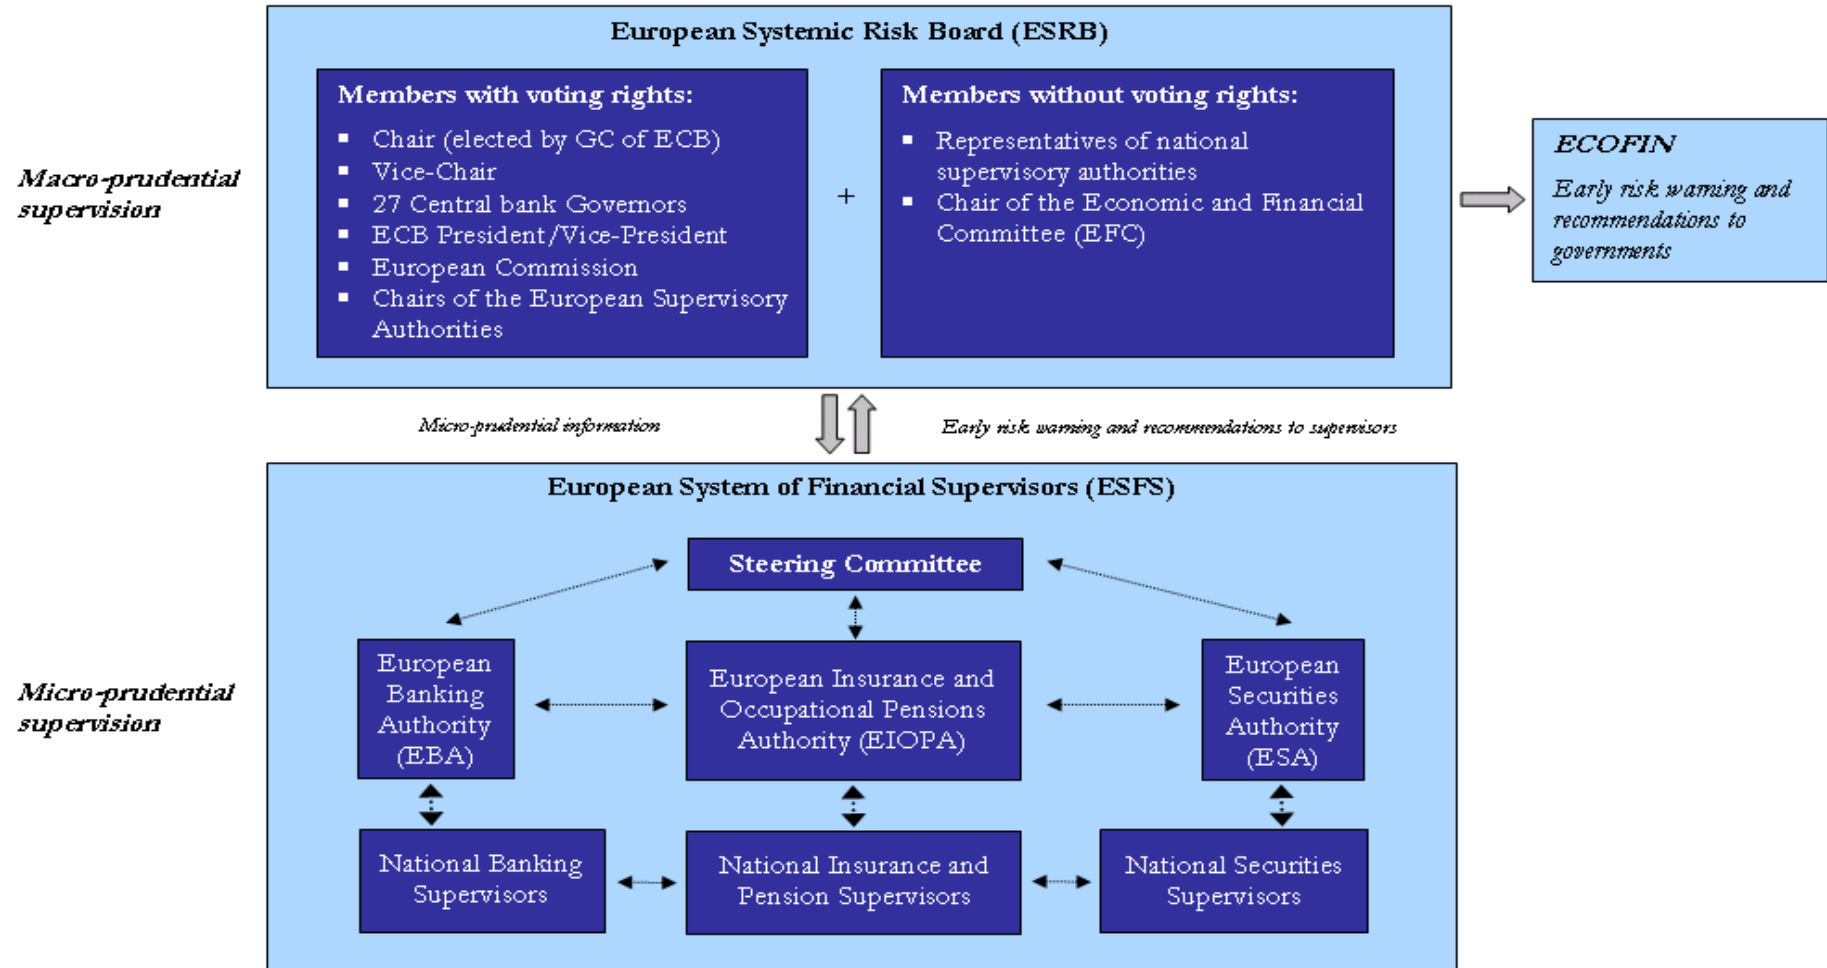 European Systemic Risk Board (ESRB)
Macro-prudential
supervision
Members with voting rights:
▪ Chair (elected by GC of ECB)
▪ Vice-Chair
▪ 27 Central bank Governors
▪ ECB President/Vice-President
▪ European Commission
▪ Chairs of the European Supervisory
Authorities
+
Members without voting rights:
▪ Representatives of national
supervisory authorities
▪ Chair of the Economic and Financial
Committee (EFC)
ECOFIN
Early risk warning and
recommendations to
governments
Micro-prudential information
Early risk warning and recommendations to supervisors
European System of Financial Supervisors (ESFS)
Micro-prudential
supervision
Steering Committee
European
Banking
Authority
(EBA)
European Insurance and
Occupational Pensions
Authority (EIOPA)
European
Securities
Authority
(ESA)
National Banking
Supervisors
National Insurance and
Pension Supervisors
National Securities
Supervisors